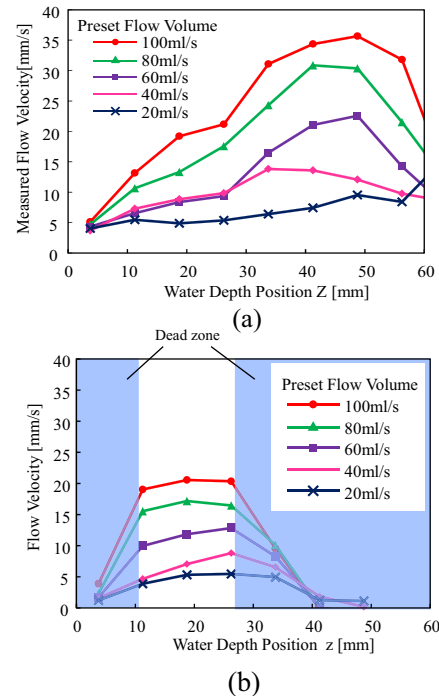 Preset Flow Volume
100ml/s
80ml/s
60ml/s
40ml/s
20ml/s
Measured Flow Velocity[mm/s]
40
35
30
25
20
15
10
5
0
0 10 20 30 40 50 60
Water Depth Position Z [mm]
(a)
Dead zone
Preset Flow Volume
100ml/s
80ml/s
60ml/s
40ml/s
20ml/s
Flow Velocity [mm/s]
40
35
30
25
20
15
10
5
0
0 10 20 30 40 50 60
Water Depth Position z [mm]
(b)